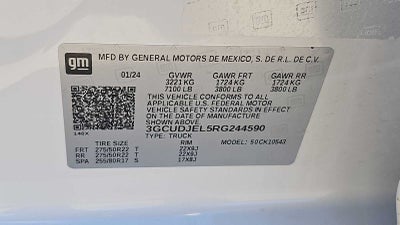 gm
MFD BY GENERAL MOTORS DE MEXICO, S. DE R.L. DE C.V.
01/24 GVWR GAWR FRT GAWR RR
3221 KG 1724 KG 1724 KG
7100 LB 3800 LB 3800 LB
THIS VEHICLE CONFORMS TO ALL
APPLICABLE U.S. FEDERAL MOTOR
VEHICLE SAFETY STANDARDS IN EFFECT ON
THE DATE OF MANUFACTURE SHOWN ABOVE.
3GCUDJEL5RG244590
TYPE: TRUCK
TIRE SIZE RIM MODEL:
FRT 275/50R22 T 22X9J
RR 275/50R22 T 22X9J
SPA 255/80R17 S 17X8J